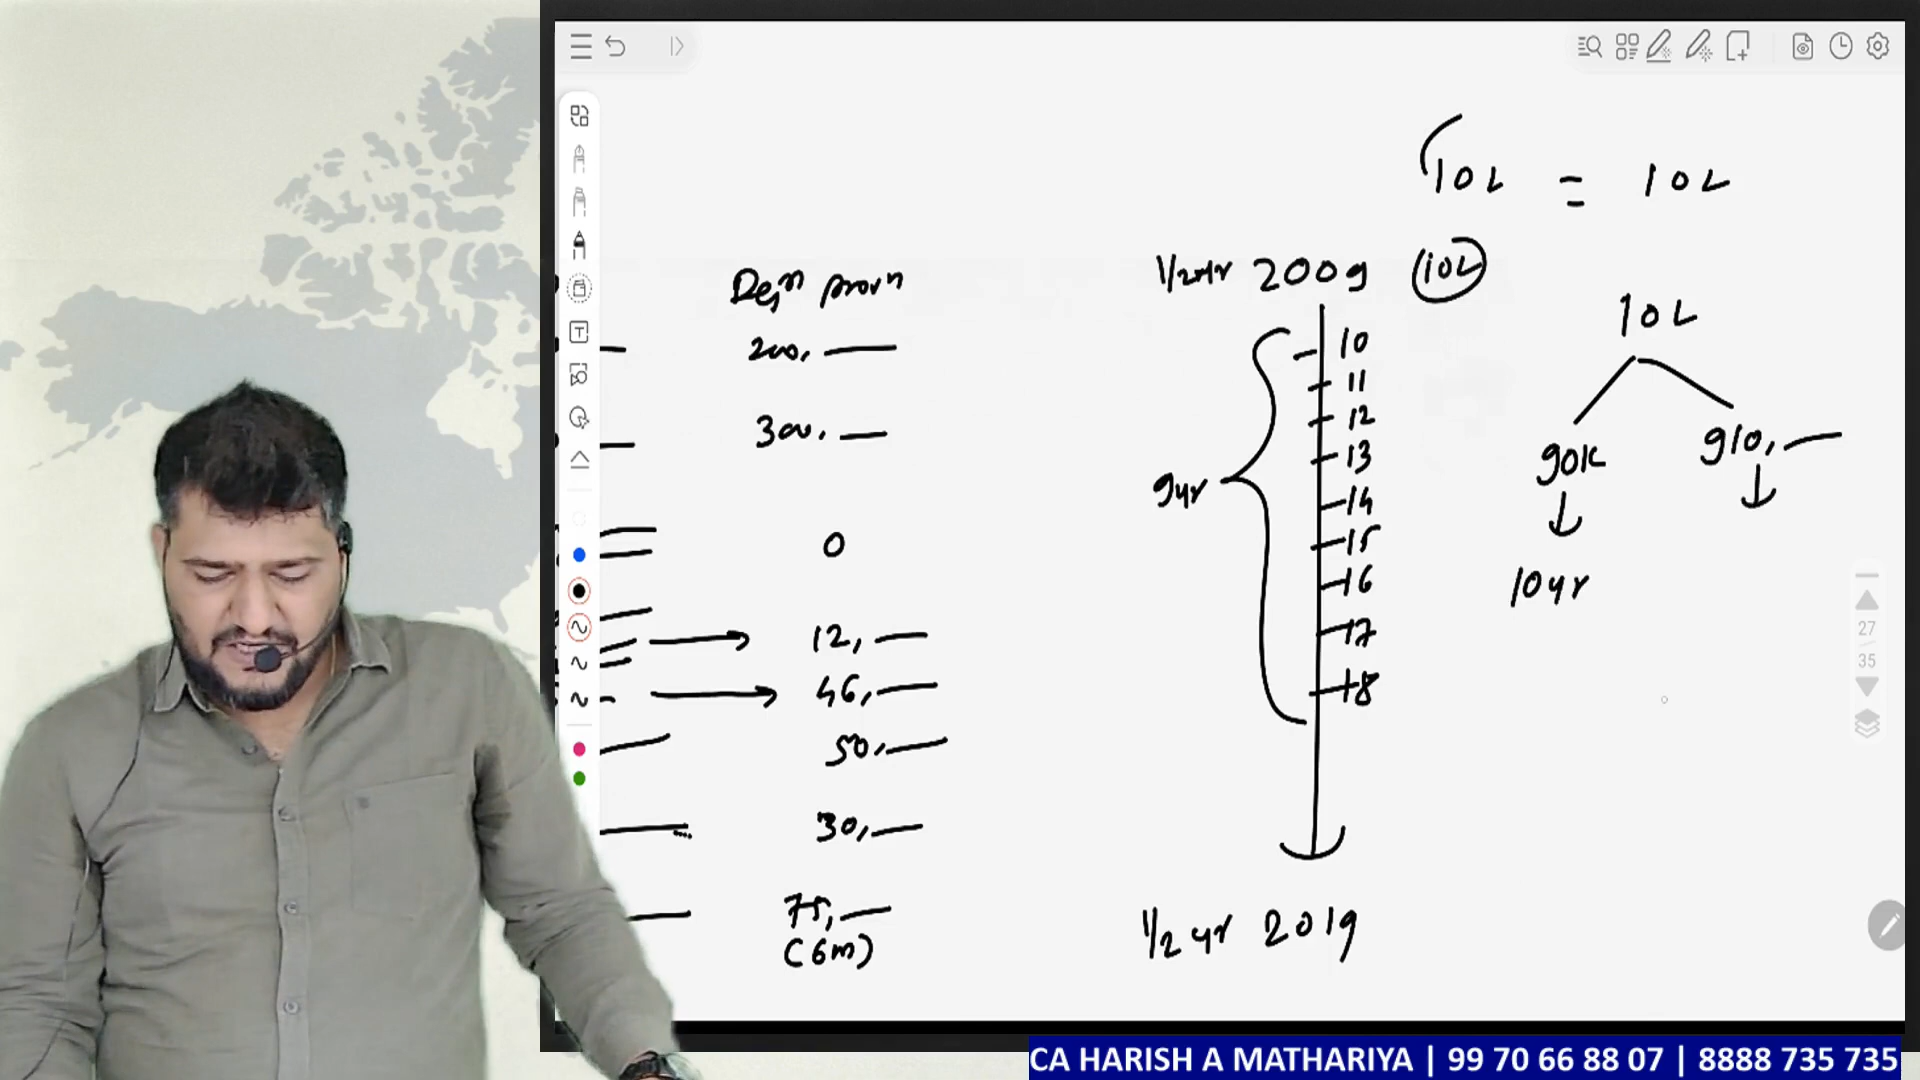 10L = 10L
Depn provn
200, —
300. —
0
12, —
46, —
50, —
30, —
75, —
(6m)
1/2 yr 2009 (10L)
10
11
12
13
14
15
16
17
18
9yr
1/2 yr 2019
10L
90K 910, —
10yr
27
35
CA HARISH A MATHARIYA | 99 70 66 88 07 | 8888 735 735